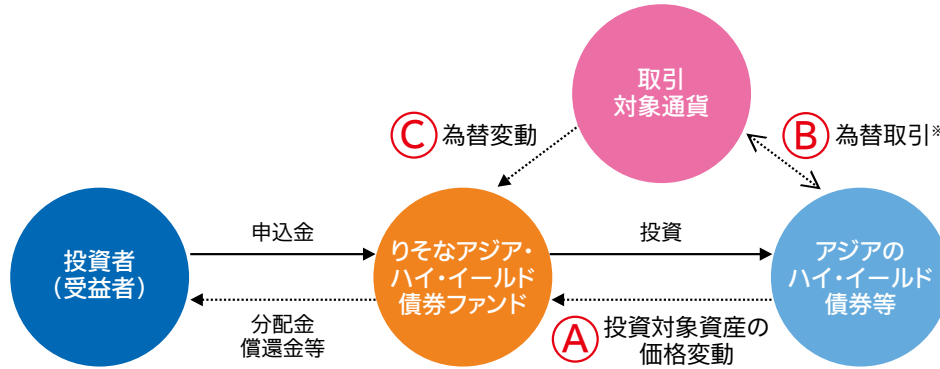 取引
対象通貨
Ⓒ 為替変動
Ⓑ 為替取引※
投資者
（受益者）
申込金
りそなアジア・
ハイ・イールド
債券ファンド
投資
アジアの
ハイ・イールド
債券等
分配金
償還金等
Ⓐ 投資対象資産の
価格変動